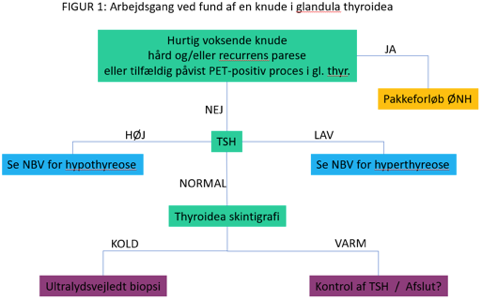 FIGUR 1: Arbejdsgang ved fund af en knude i glandula thyroidea
Hurtig voksende knude
hård og/eller recurrens parese
eller tilfældig påvist PET-positiv proces i gl. thyr.
JA
Pakkeforløb ØNH
NEJ
HØJ
TSH
LAV
Se NBV for hypothyreose
Se NBV for hyperthyreose
NORMAL
Thyroidea skintigrafi
KOLD
VARM
Ultralydsvejledt biopsi
Kontrol af TSH / Afslut?